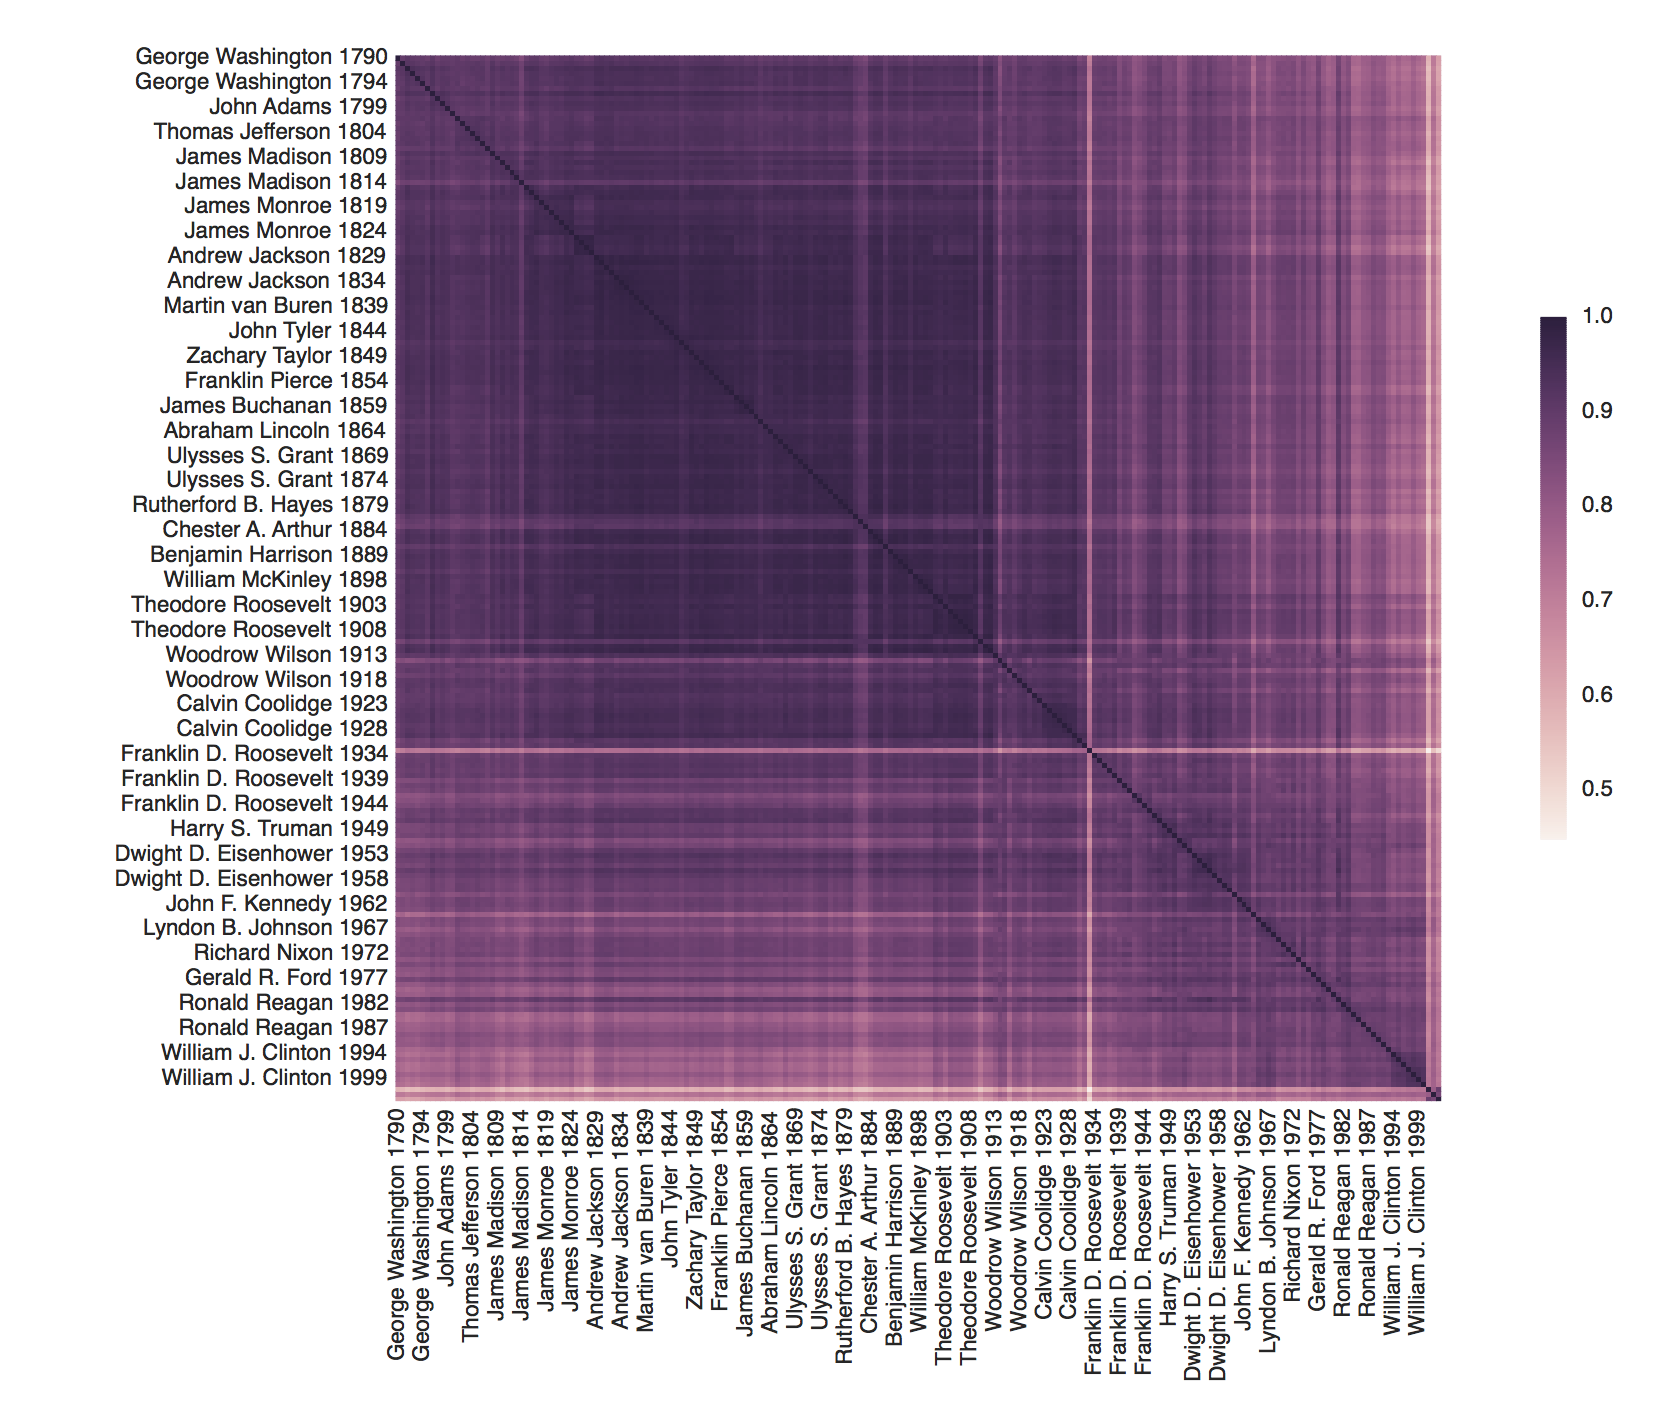 George Washington 1790
George Washington 1794
John Adams 1799
Thomas Jefferson 1804
James Madison 1809
James Madison 1814
James Monroe 1819
James Monroe 1824
Andrew Jackson 1829
Andrew Jackson 1834
Martin van Buren 1839
John Tyler 1844
Zachary Taylor 1849
Franklin Pierce 1854
James Buchanan 1859
Abraham Lincoln 1864
Ulysses S. Grant 1869
Ulysses S. Grant 1874
Rutherford B. Hayes 1879
Chester A. Arthur 1884
Benjamin Harrison 1889
William McKinley 1898
Theodore Roosevelt 1903
Theodore Roosevelt 1908
Woodrow Wilson 1913
Woodrow Wilson 1918
Calvin Coolidge 1923
Calvin Coolidge 1928
Franklin D. Roosevelt 1934
Franklin D. Roosevelt 1939
Franklin D. Roosevelt 1944
Harry S. Truman 1949
Dwight D. Eisenhower 1953
Dwight D. Eisenhower 1958
John F. Kennedy 1962
Lyndon B. Johnson 1967
Richard Nixon 1972
Gerald R. Ford 1977
Ronald Reagan 1982
Ronald Reagan 1987
William J. Clinton 1994
William J. Clinton 1999
George Washington 1790
George Washington 1794
John Adams 1799
Thomas Jefferson 1804
James Madison 1809
James Madison 1814
James Monroe 1819
James Monroe 1824
Andrew Jackson 1829
Andrew Jackson 1834
Martin van Buren 1839
John Tyler 1844
Zachary Taylor 1849
Franklin Pierce 1854
James Buchanan 1859
Abraham Lincoln 1864
Ulysses S. Grant 1869
Ulysses S. Grant 1874
Rutherford B. Hayes 1879
Chester A. Arthur 1884
Benjamin Harrison 1889
William McKinley 1898
Theodore Roosevelt 1903
Theodore Roosevelt 1908
Woodrow Wilson 1913
Woodrow Wilson 1918
Calvin Coolidge 1923
Calvin Coolidge 1928
Franklin D. Roosevelt 1934
Franklin D. Roosevelt 1939
Franklin D. Roosevelt 1944
Harry S. Truman 1949
Dwight D. Eisenhower 1953
Dwight D. Eisenhower 1958
John F. Kennedy 1962
Lyndon B. Johnson 1967
Richard Nixon 1972
Gerald R. Ford 1977
Ronald Reagan 1982
Ronald Reagan 1987
William J. Clinton 1994
William J. Clinton 1999
1.0
0.9
0.8
0.7
0.6
0.5